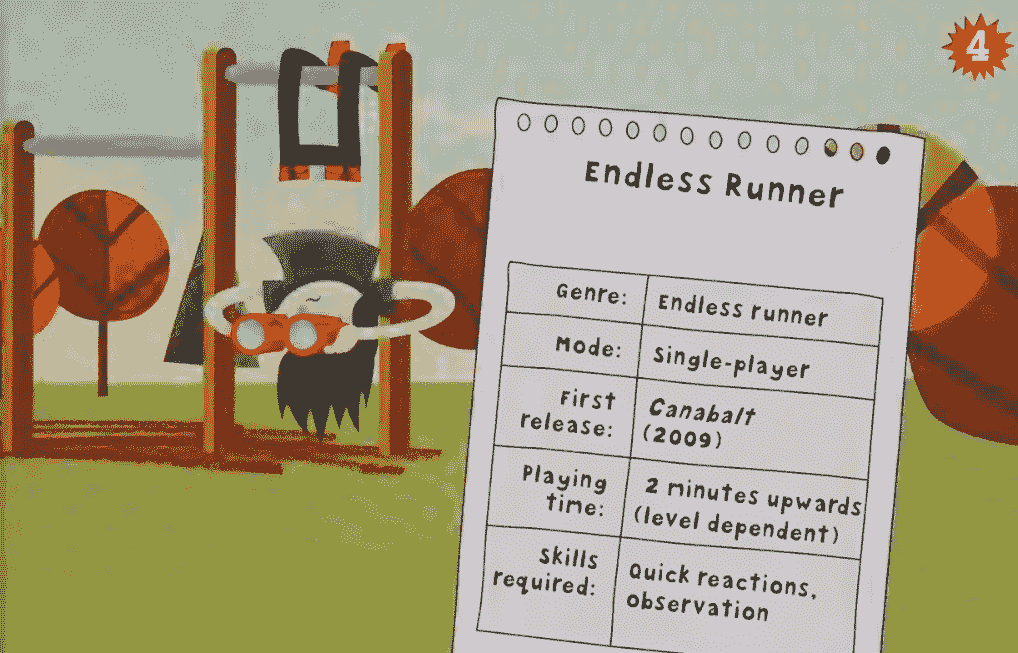 4
Endless Runner
Genre: Endless runner
Mode: Single-player
First
release: Canabalt
(2009)
Playing
time: 2 minutes upwards
(level dependent)
Skills
required: Quick reactions,
observation